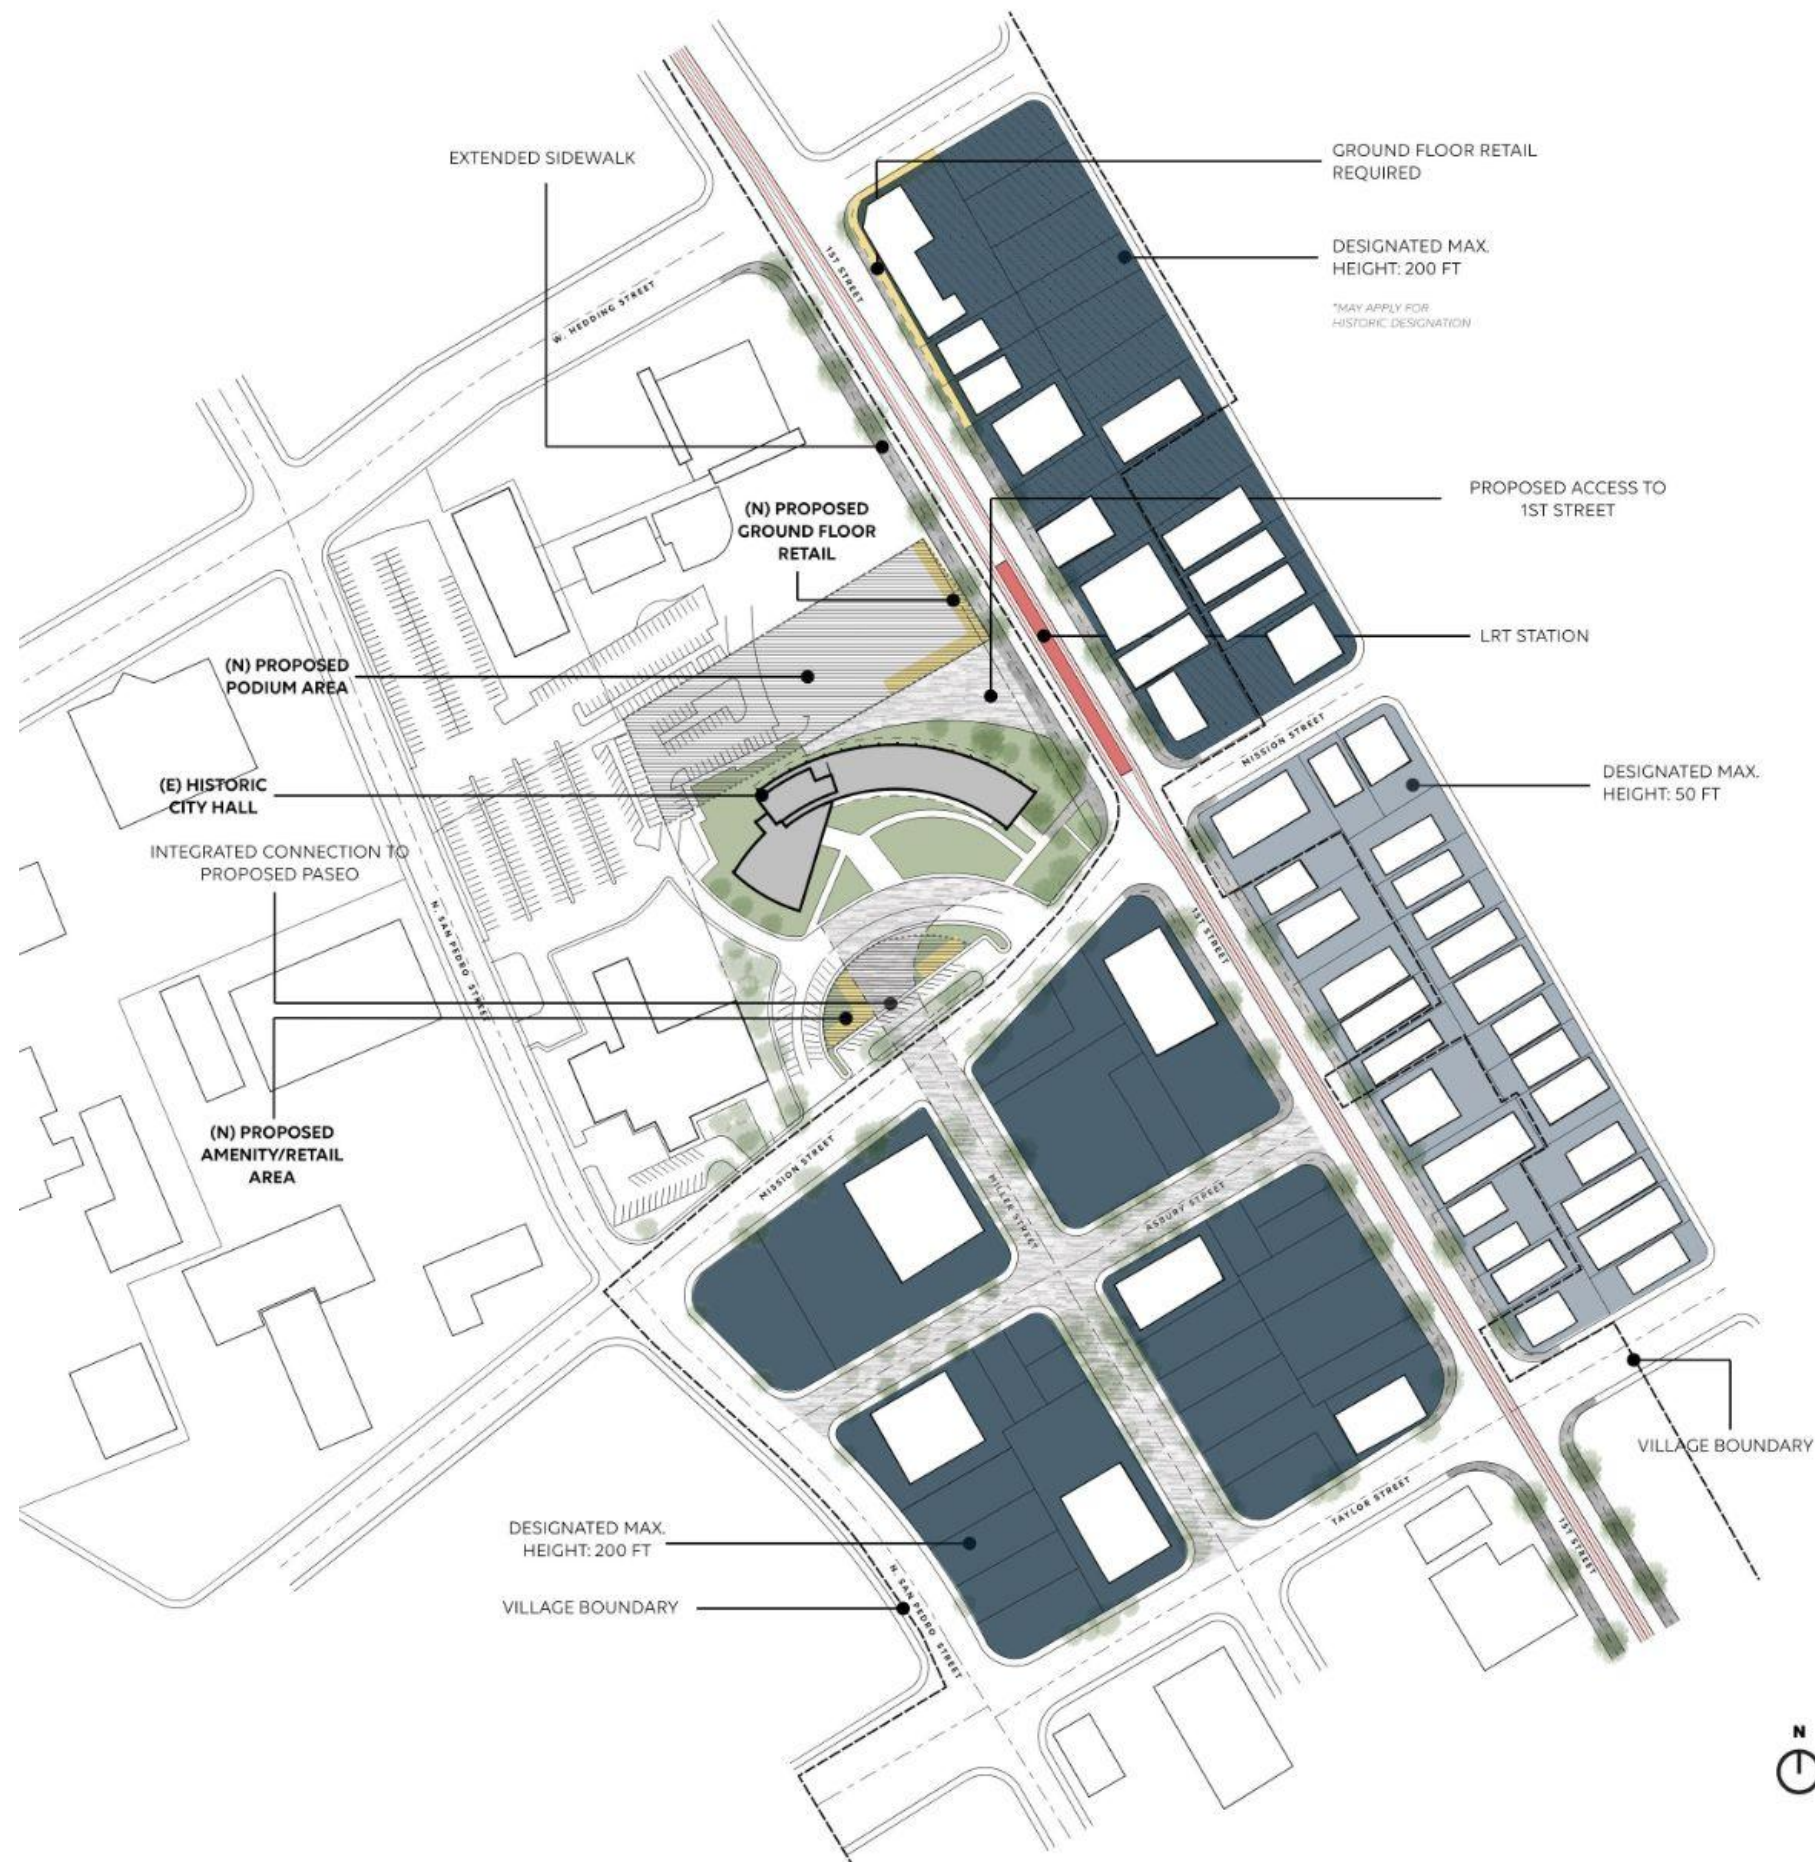 EXTENDED SIDEWALK
GROUND FLOOR RETAIL
REQUIRED
DESIGNATED MAX.
HEIGHT: 200 FT
*MAY APPLY FOR
HISTORIC DESIGNATION
1ST STREET
W. HEDDING STREET
PROPOSED ACCESS TO
1ST STREET
(N) PROPOSED
GROUND FLOOR
RETAIL
LRT STATION
(N) PROPOSED
PODIUM AREA
MISSION STREET
DESIGNATED MAX.
HEIGHT: 50 FT
(E) HISTORIC
CITY HALL
INTEGRATED CONNECTION TO
PROPOSED PASEO
N. SAN PEDRO STREET
1ST STREET
(N) PROPOSED
AMENITY/RETAIL
AREA
MISSION STREET
MILLER STREET
ASBURY STREET
VILLAGE BOUNDARY
TAYLOR STREET
1ST STREET
DESIGNATED MAX.
HEIGHT: 200 FT
VILLAGE BOUNDARY
N. SAN PEDRO STREET
N